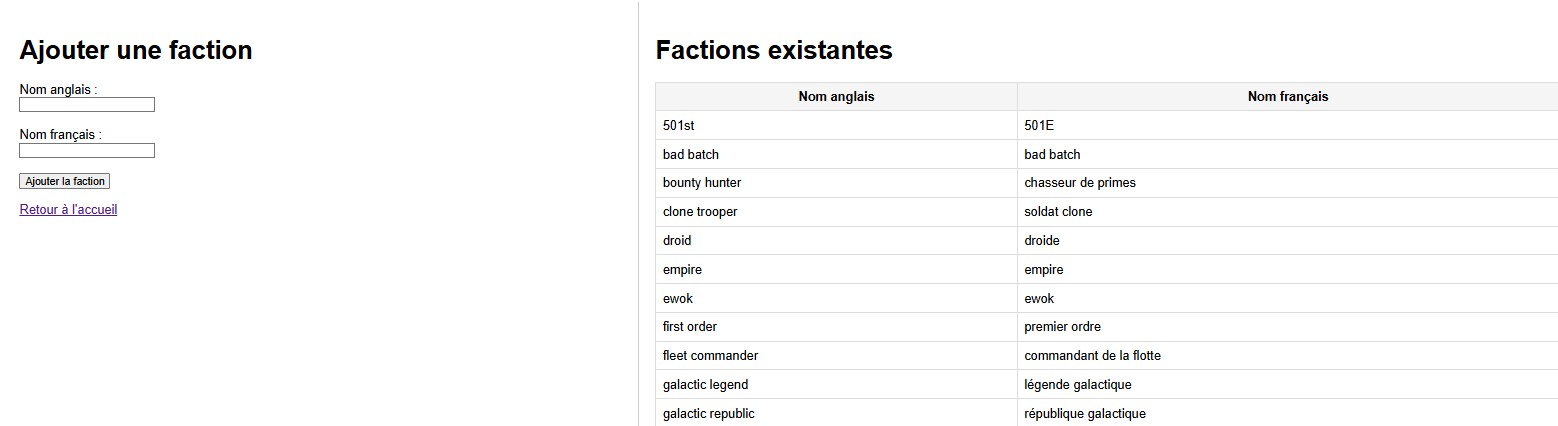 Ajouter une faction
Nom anglais :
Nom français :
Ajouter la faction
Retour à l'accueil
Factions existantes
Nom anglais Nom français
501st 501E
bad batch bad batch
bounty hunter chasseur de primes
clone trooper soldat clone
droid droide
empire empire
ewok ewok
first order premier ordre
fleet commander commandant de la flotte
galactic legend légende galactique
galactic republic république galactique